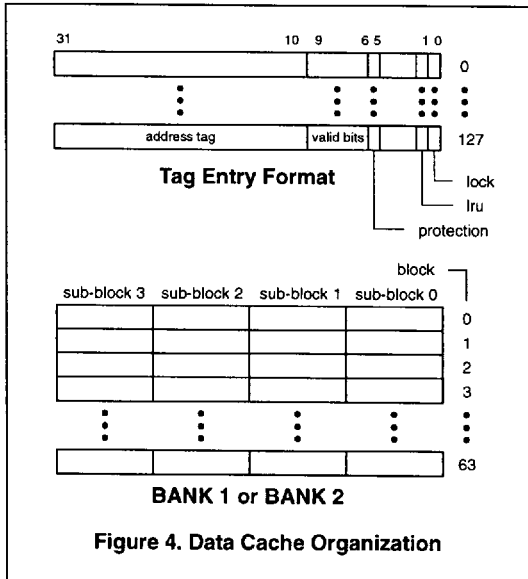 31 10 9 6 5 1 0
0
address tag valid bits 127
Tag Entry Format
lock
lru
protection
block
sub-block 3 sub-block 2 sub-block 1 sub-block 0
0
1
2
3
63
BANK 1 or BANK 2
Figure 4. Data Cache Organization